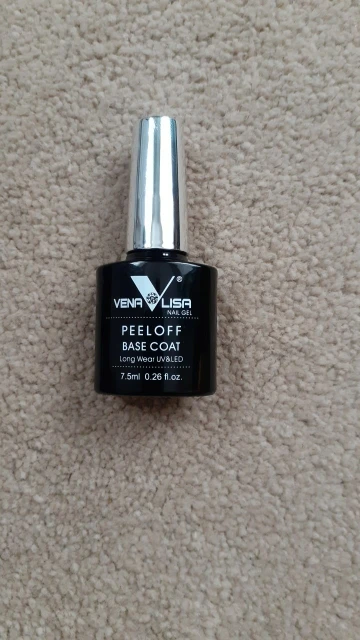 VENA LISA ®
NAIL GEL
PEELOFF
BASE COAT
Long Wear UV&LED
7.5ml 0.26 fl.oz.